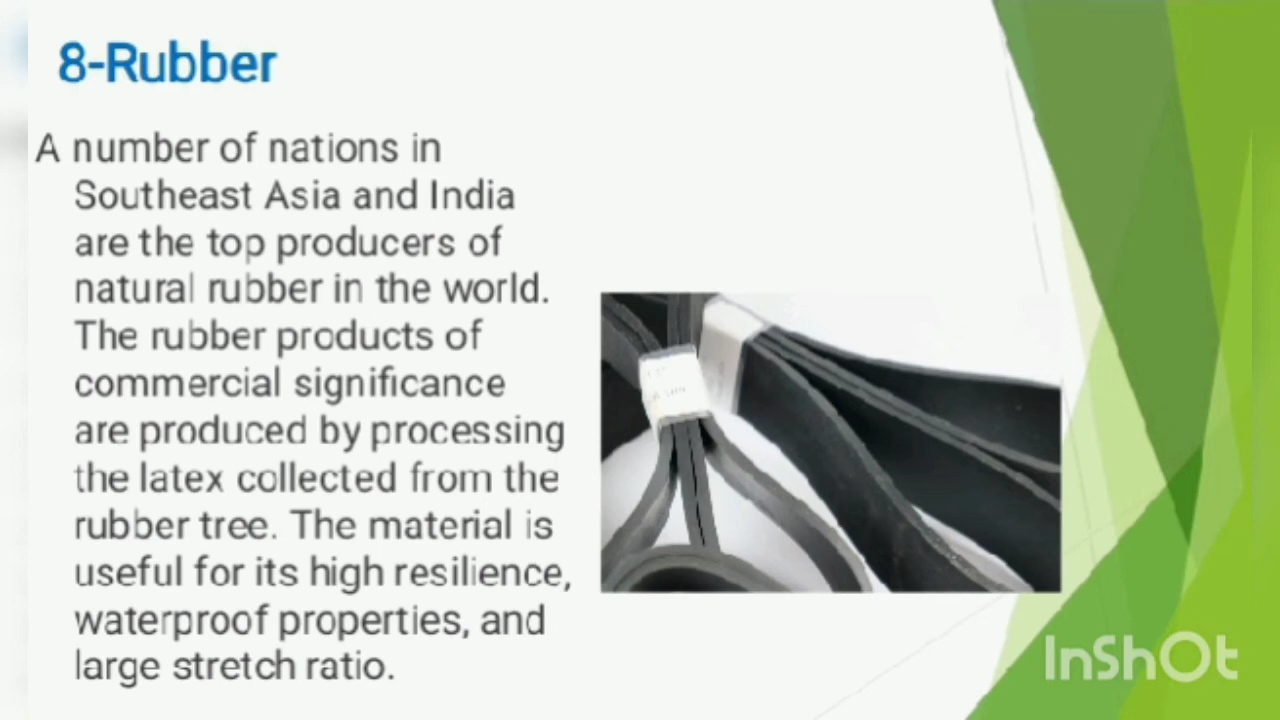 8-Rubber
A number of nations in
Southeast Asia and India
are the top producers of
natural rubber in the world.
The rubber products of
commercial significance
are produced by processing
the latex collected from the
rubber tree. The material is
useful for its high resilience,
waterproof properties, and
large stretch ratio.
InShOt